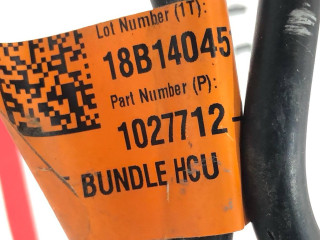 Lot Number (1T):
18B14045
Part Number (P):
1027712-
BUNDLE HCU